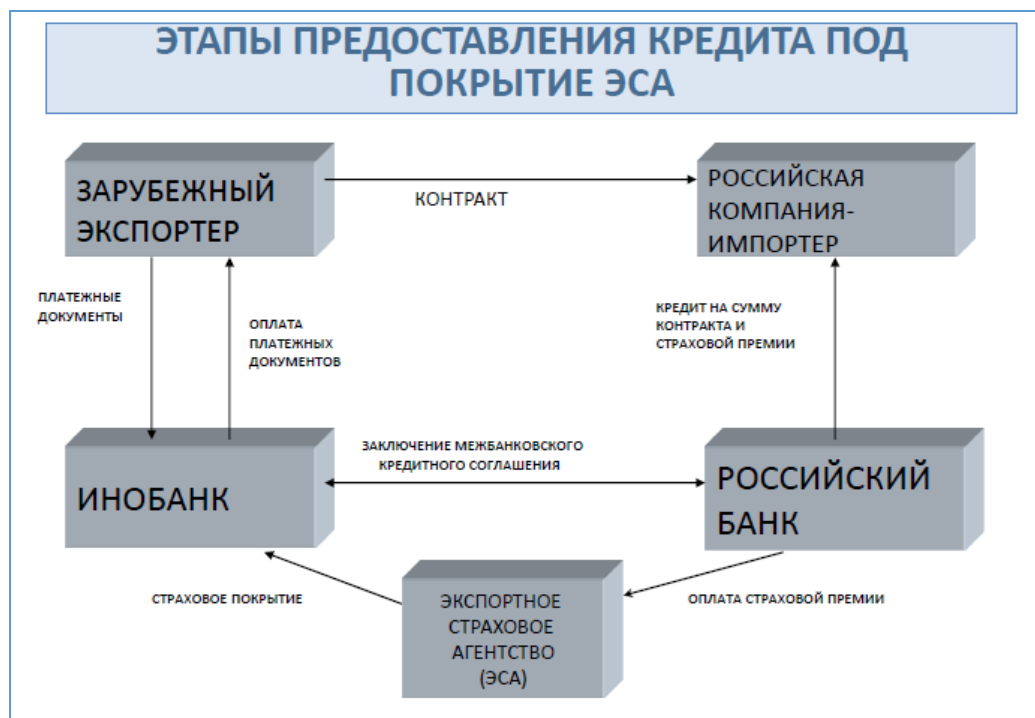 ЭТАПЫ ПРЕДОСТАВЛЕНИЯ КРЕДИТА ПОД
ПОКРЫТИЕ ЭСА
ЗАРУБЕЖНЫЙ
ЭКСПОРТЕР
КОНТРАКТ
РОССИЙСКАЯ
КОМПАНИЯ-
ИМПОРТЕР
ПЛАТЕЖНЫЕ
ДОКУМЕНТЫ
ОПЛАТА
ПЛАТЕЖНЫХ
ДОКУМЕНТОВ
КРЕДИТ НА СУММУ
КОНТРАКТА И
СТРАХОВОЙ ПРЕМИИ
ИНОБАНК
ЗАКЛЮЧЕНИЕ МЕЖБАНКОВСКОГО
КРЕДИТНОГО СОГЛАШЕНИЯ
РОССИЙСКИЙ
БАНК
СТРАХОВОЕ ПОКРЫТИЕ
ЭКСПОРТНОЕ
СТРАХОВОЕ
АГЕНТСТВО
(ЭСА)
ОПЛАТА СТРАХОВОЙ ПРЕМИИ